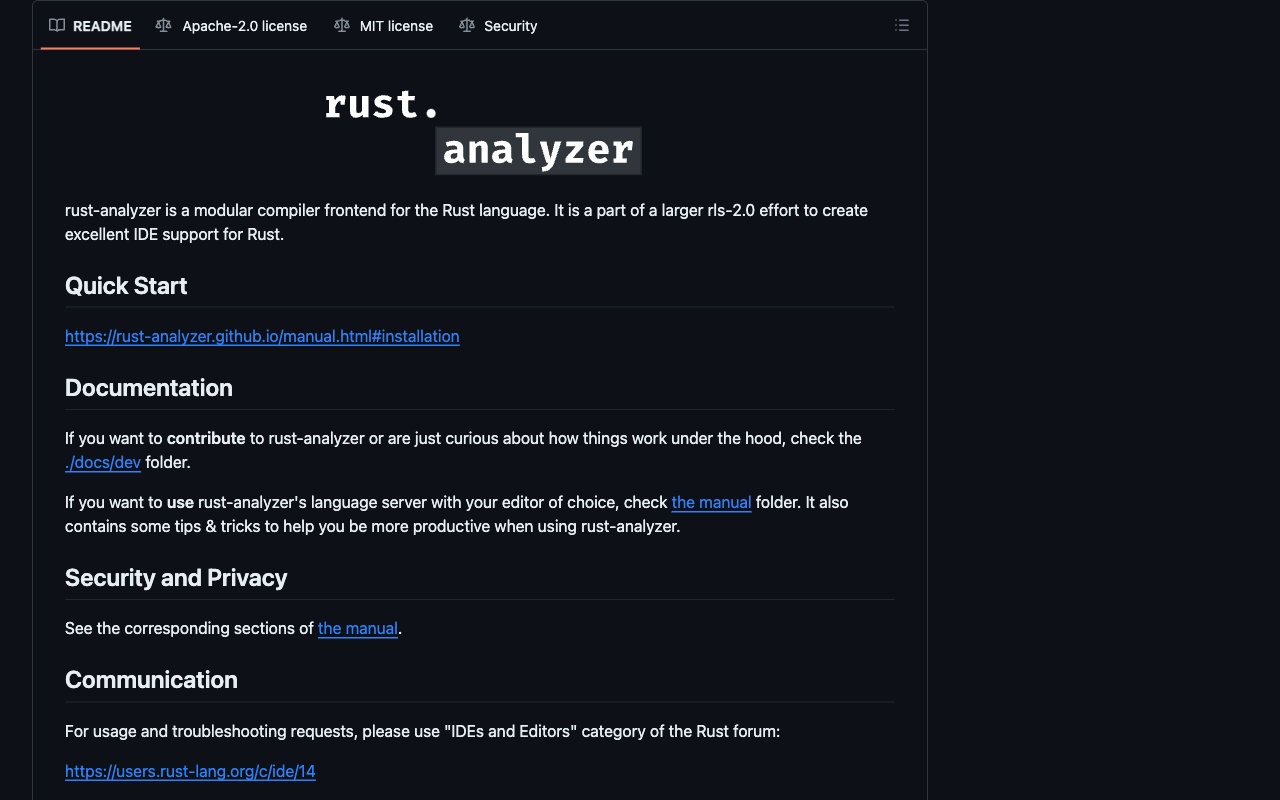 README Apache-2.0 license MIT license Security
rust.
analyzer
rust-analyzer is a modular compiler frontend for the Rust language. It is a part of a larger rls-2.0 effort to create
excellent IDE support for Rust.
Quick Start
https://rust-analyzer.github.io/manual.html#installation
Documentation
If you want to contribute to rust-analyzer or are just curious about how things work under the hood, check the
./docs/dev folder.
If you want to use rust-analyzer's language server with your editor of choice, check the manual folder. It also
contains some tips & tricks to help you be more productive when using rust-analyzer.
Security and Privacy
See the corresponding sections of the manual.
Communication
For usage and troubleshooting requests, please use "IDEs and Editors" category of the Rust forum:
https://users.rust-lang.org/c/ide/14